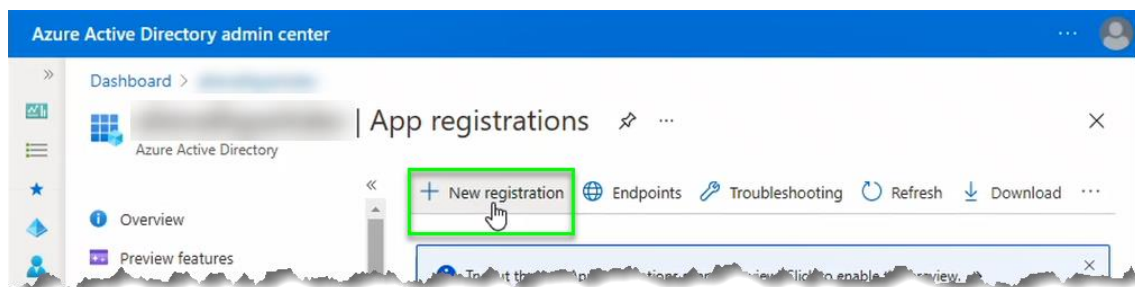 Azure Active Directory admin center
Dashboard >
| App registrations
Azure Active Directory
New registration Endpoints Troubleshooting Refresh Download
Overview
Preview features